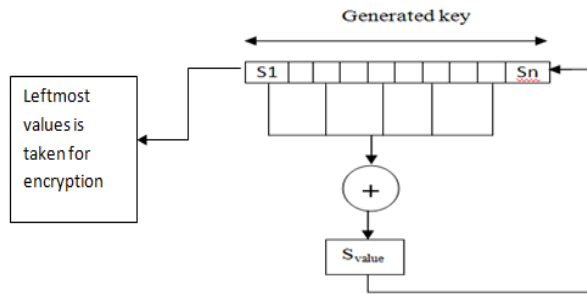 Generated key
S1 Sn
Leftmost
values is
taken for
encryption
+
Svalue